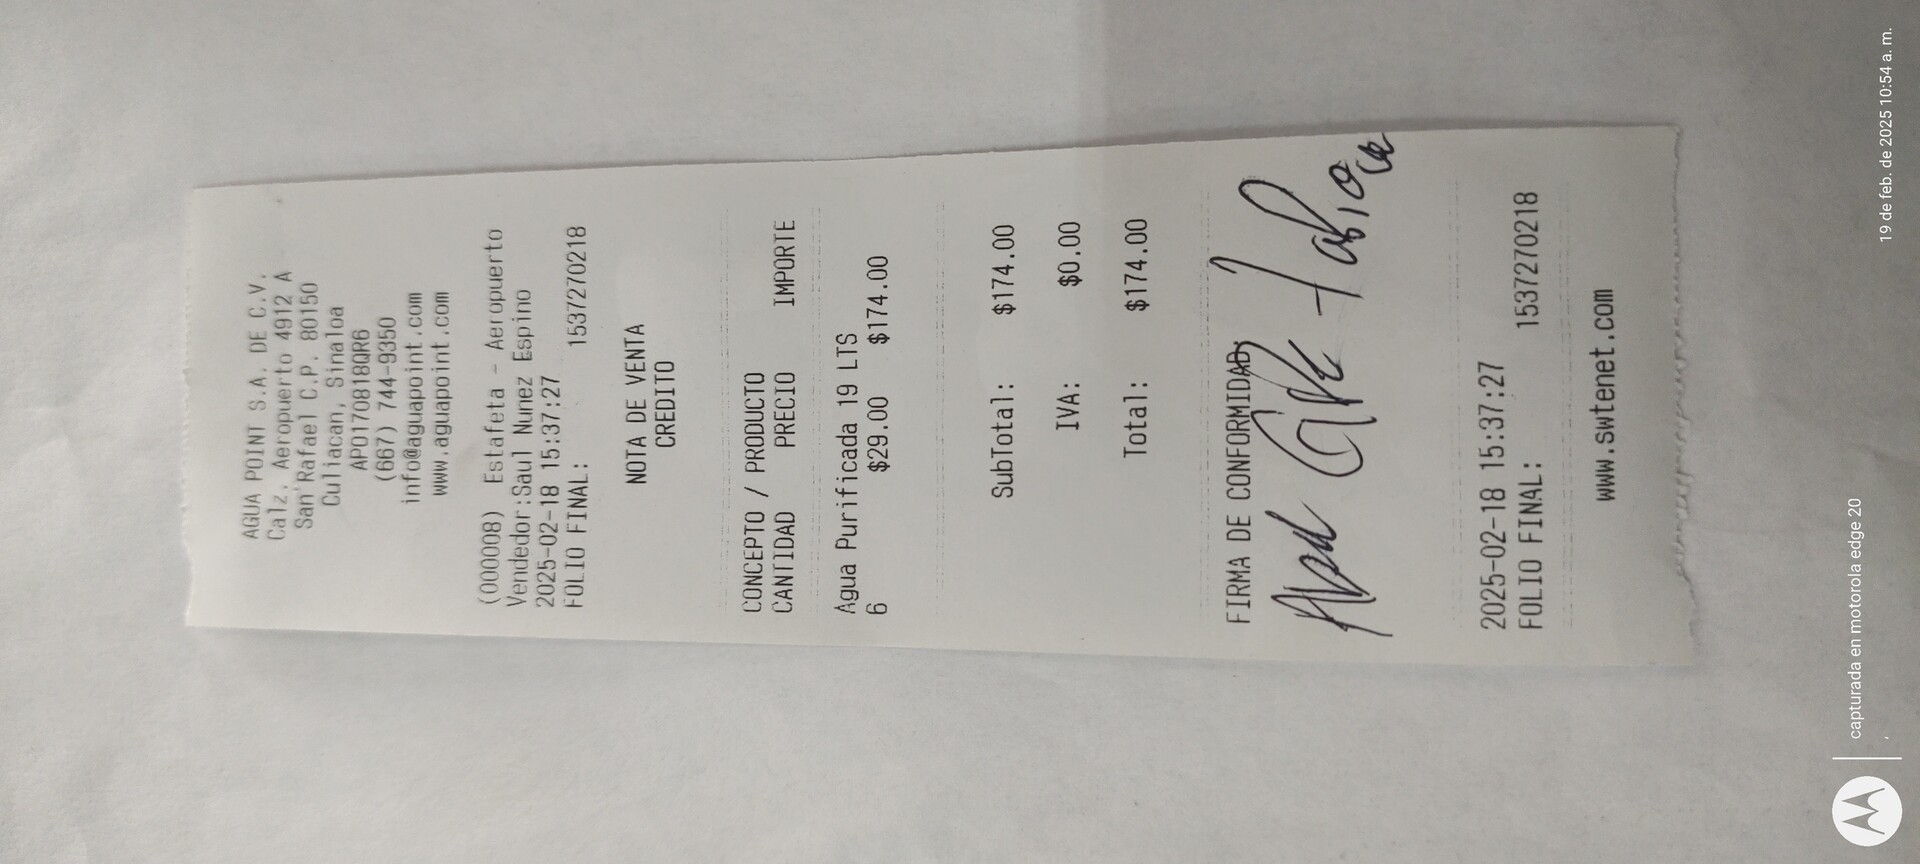 AGUA POINT S.A. DE C.V.
Calz. Aeropuerto 4912 A
San Rafael C.P. 80150
Culiacan, Sinaloa
APO170818QR6
(667) 744-9350
info@aguapoint.com
www.aguapoint.com
(000008) Estafeta - Aeropuerto
Vendedor:Saul Nunez Espino
2025-02-18 15:37:27
FOLIO FINAL: 1537270218
NOTA DE VENTA
CREDITO
CONCEPTO / PRODUCTO
CANTIDAD PRECIO IMPORTE
Agua Purificada 19 LTS
6 $29.00 $174.00
SubTotal: $174.00
IVA: $0.00
Total: $174.00
FIRMA DE CONFORMIDAD
2025-02-18 15:37:27
FOLIO FINAL: 1537270218
www.swtenet.com
capturada en motorola edge 20
19 de feb. de 2025 10:54 a. m.